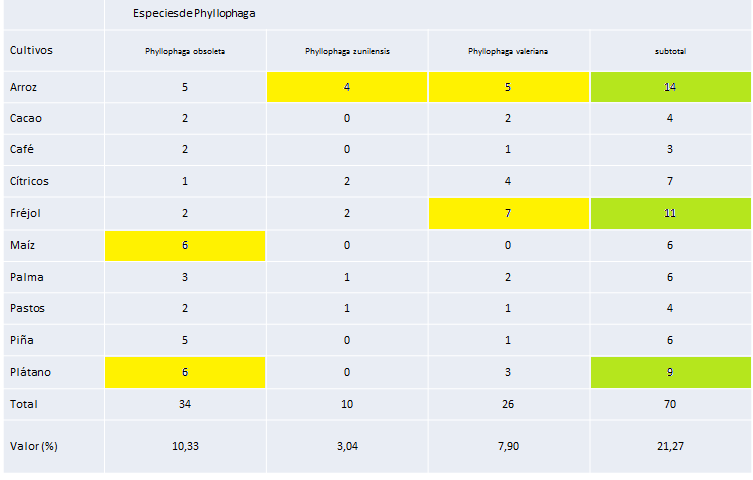 Especies de Phyllophaga
Cultivos Phyllophaga obsoleta Phyllophaga zunilensis Phyllophaga valeriana subtotal
Arroz 5 4 5 14
Cacao 2 0 2 4
Café 2 0 1 3
Cítricos 1 2 4 7
Fréjol 2 2 7 11
Maíz 6 0 0 6
Palma 3 1 2 6
Pastos 2 1 1 4
Piña 5 0 1 6
Plátano 6 0 3 9
Total 34 10 26 70
Valor (%) 10,33 3,04 7,90 21,27